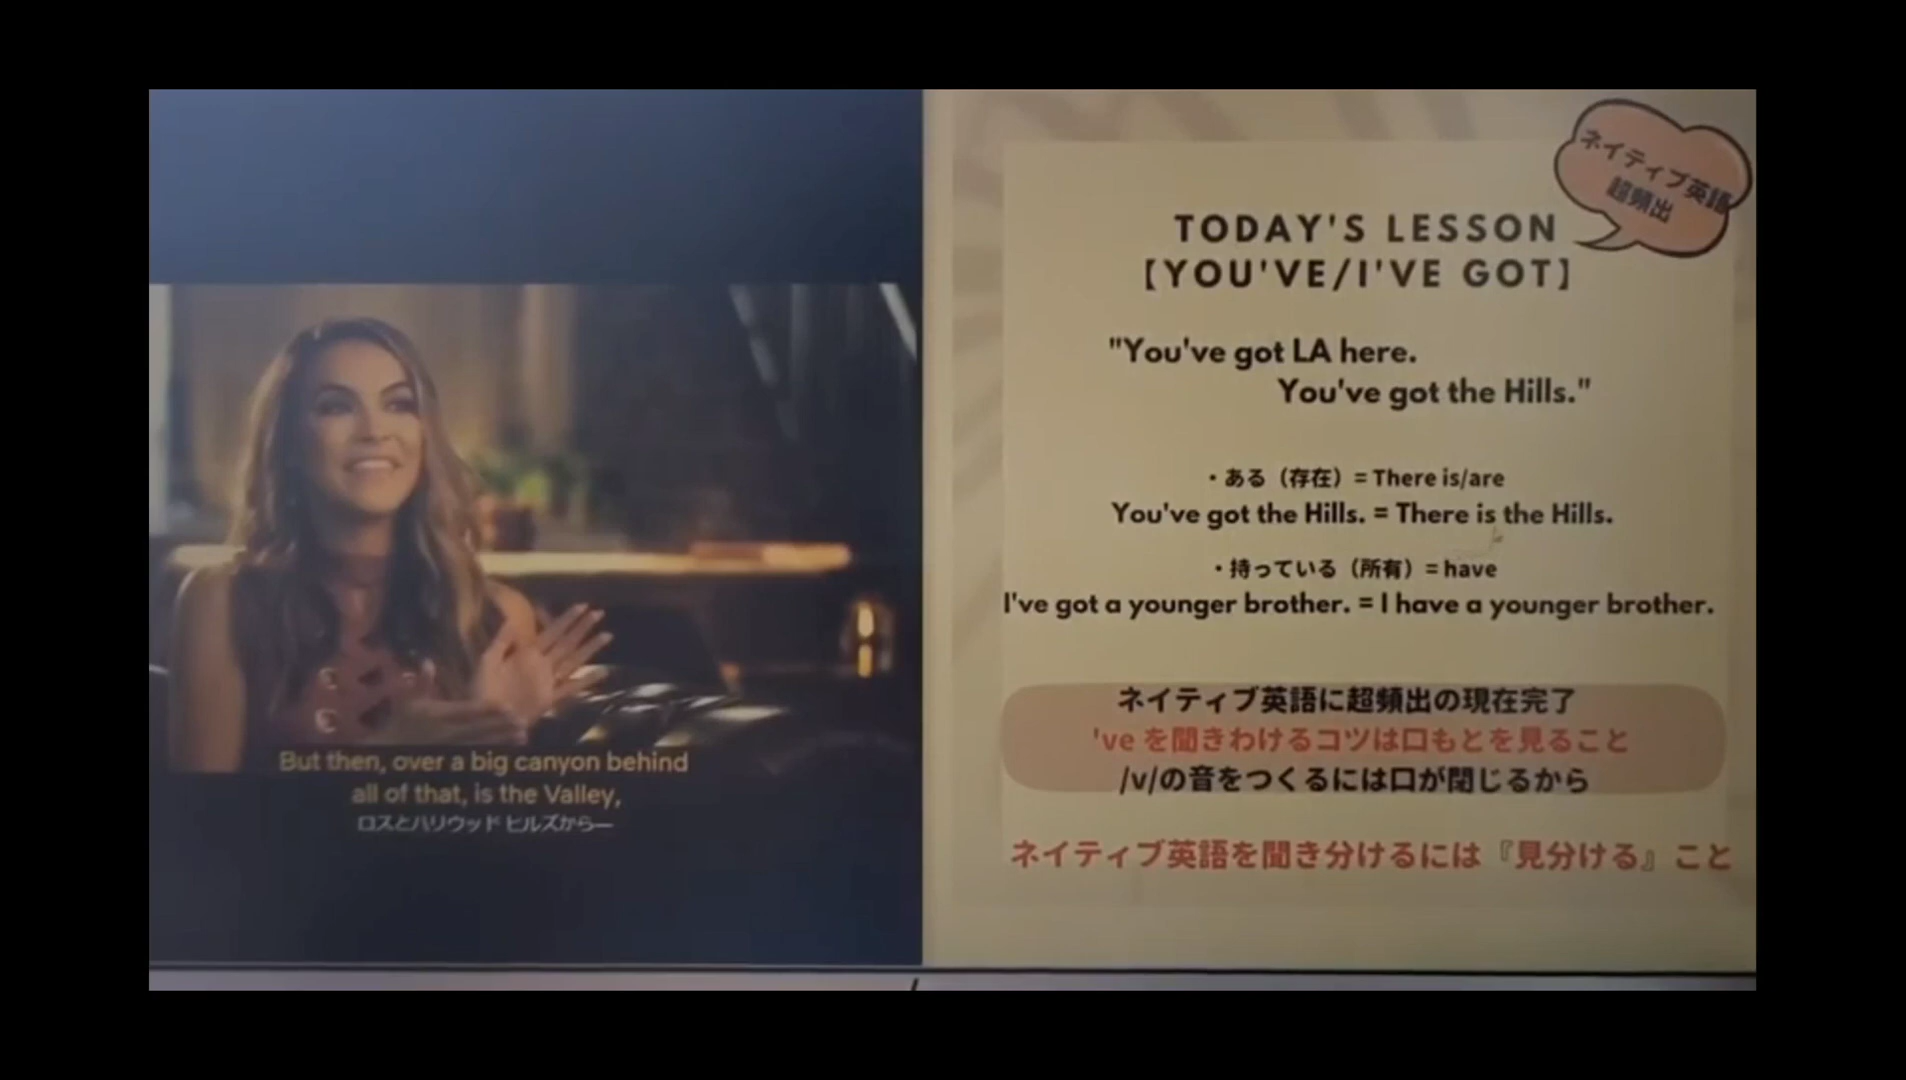 But then, over a big canyon behind
all of that, is the Valley,
ロスとハリウッド ヒルズから―
ネイティブ英語
超頻出
TODAY'S LESSON
【YOU'VE/I'VE GOT】
"You've got LA here.
You've got the Hills."
・ある（存在）= There is/are
You've got the Hills. = There is the Hills.
・持っている（所有）= have
I've got a younger brother. = I have a younger brother.
ネイティブ英語に超頻出の現在完了
've を聞きわけるコツは口もとを見ること
/v/の音をつくるには口が閉じるから
ネイティブ英語を聞き分けるには『見分ける』こと